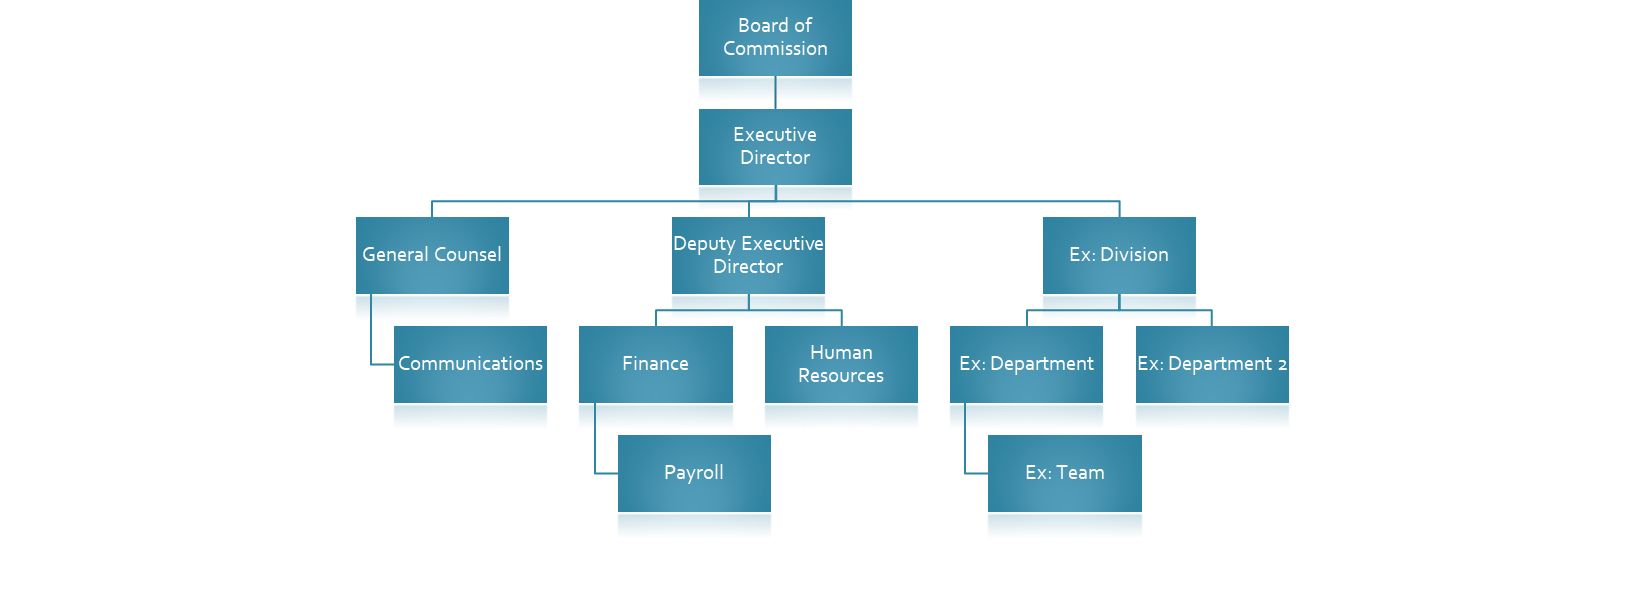 Board of
Commission
Executive
Director
General Counsel
Deputy Executive
Director
Ex: Division
Communications
Finance
Human
Resources
Ex: Department
Ex: Department 2
Payroll
Ex: Team